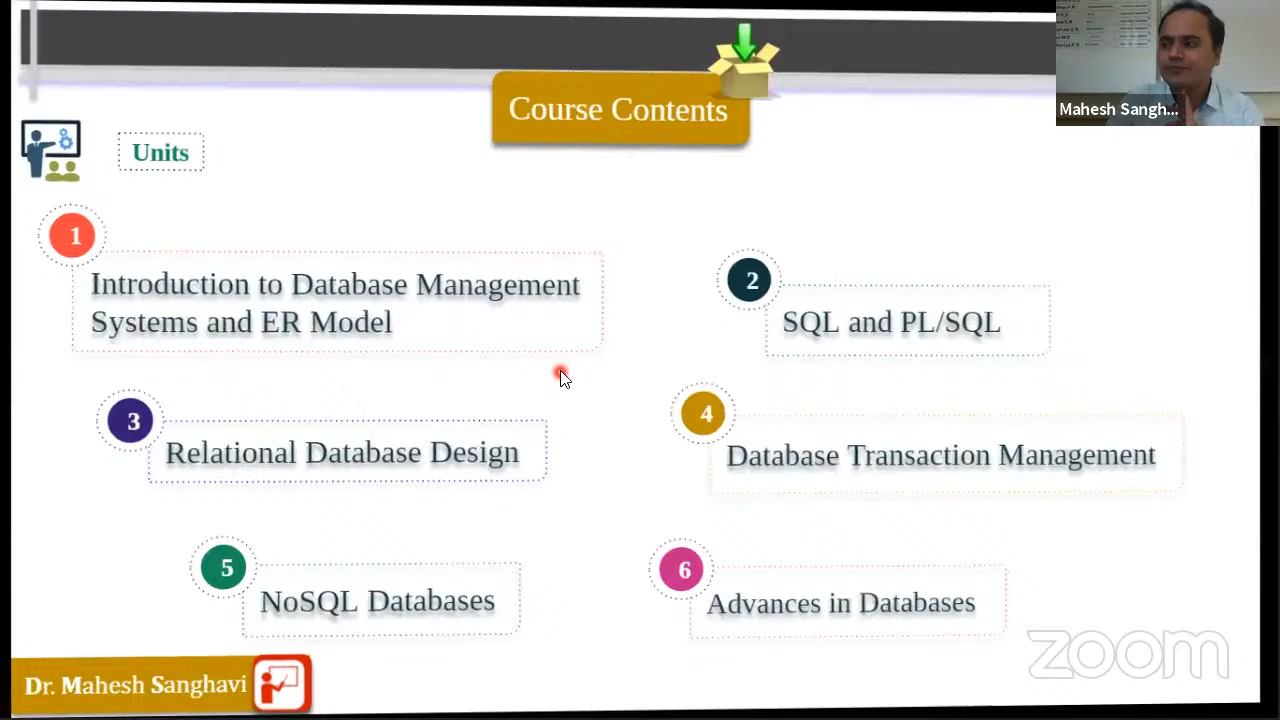 Course Contents
Mahesh Sangh...
Units
1
Introduction to Database Management
Systems and ER Model
2
SQL and PL/SQL
3
Relational Database Design
4
Database Transaction Management
5
NoSQL Databases
6
Advances in Databases
zoom
Dr. Mahesh Sanghavi